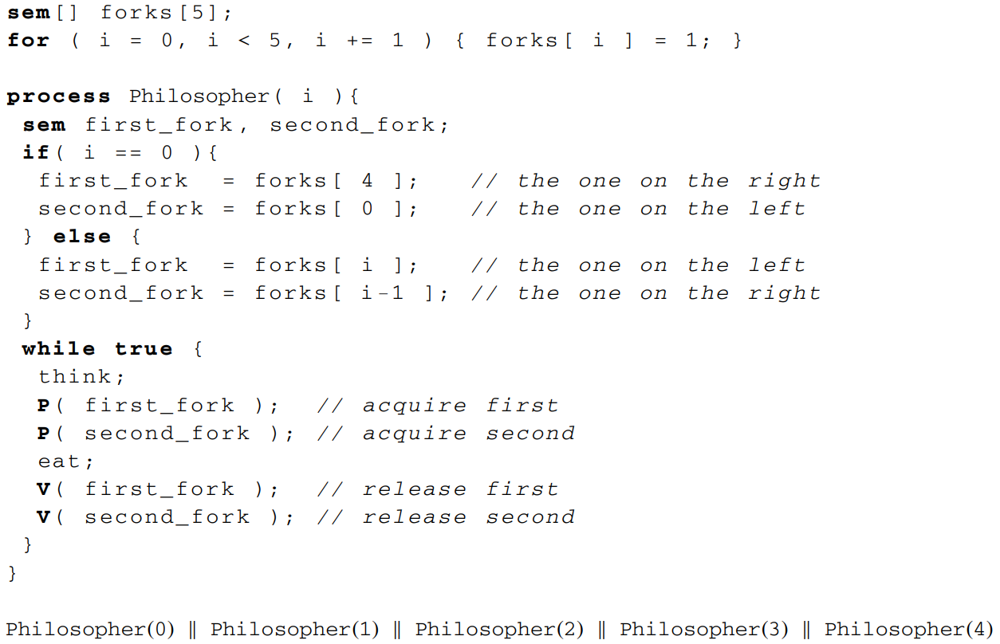 sem[] forks[5];
for ( i = 0, i < 5, i += 1 ) { forks[ i ] = 1; }
process Philosopher( i ){
sem first_fork, second_fork;
if( i == 0 ){
first_fork = forks[ 4 ]; // the one on the right
second_fork = forks[ 0 ]; // the one on the left
} else {
first_fork = forks[ i ]; // the one on the left
second_fork = forks[ i-1 ]; // the one on the right
}
while true {
think;
P( first_fork ); // acquire first
P( second_fork ); // acquire second
eat;
V( first_fork ); // release first
V( second_fork ); // release second
}
}
Philosopher(0) ‖ Philosopher(1) ‖ Philosopher(2) ‖ Philosopher(3) ‖ Philosopher(4)